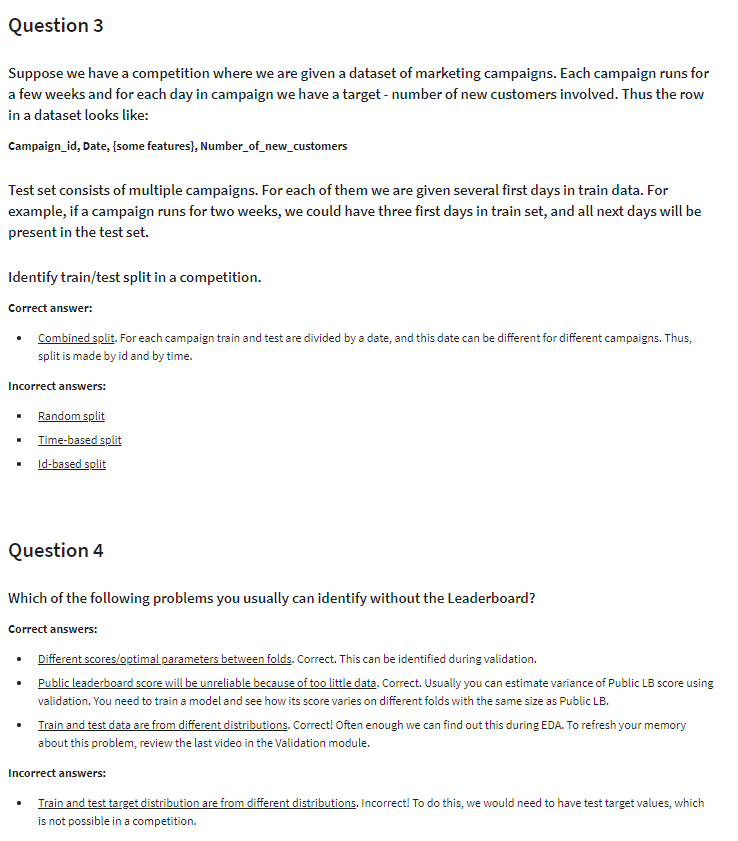 Question 3
Suppose we have a competition where we are given a dataset of marketing campaigns. Each campaign runs for
a few weeks and for each day in campaign we have a target - number of new customers involved. Thus the row
in a dataset looks like:
Campaign_id, Date, {some features}, Number_of_new_customers
Test set consists of multiple campaigns. For each of them we are given several first days in train data. For
example, if a campaign runs for two weeks, we could have three first days in train set, and all next days will be
present in the test set.
Identify train/test split in a competition.
Correct answer:
• Combined split. For each campaign train and test are divided by a date, and this date can be different for different campaigns. Thus,
split is made by id and by time.
Incorrect answers:
• Random split
• Time-based split
• Id-based split
Question 4
Which of the following problems you usually can identify without the Leaderboard?
Correct answers:
• Different scores/optimal parameters between folds. Correct. This can be identified during validation.
• Public leaderboard score will be unreliable because of too little data. Correct. Usually you can estimate variance of Public LB score using
validation. You need to train a model and see how its score varies on different folds with the same size as Public LB.
• Train and test data are from different distributions. Correct! Often enough we can find out this during EDA. To refresh your memory
about this problem, review the last video in the Validation module.
Incorrect answers:
• Train and test target distribution are from different distributions. Incorrect! To do this, we would need to have test target values, which
is not possible in a competition.